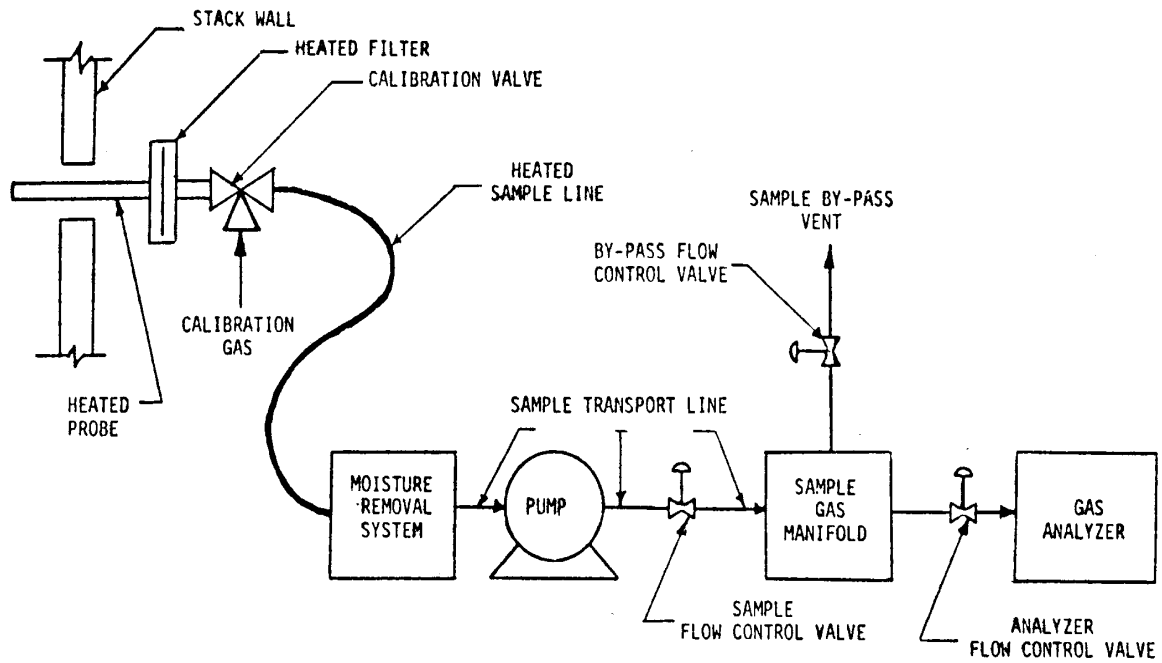 STACK WALL
HEATED FILTER
CALIBRATION VALVE
HEATED
SAMPLE LINE
SAMPLE BY-PASS
VENT
BY-PASS FLOW
CONTROL VALVE
CALIBRATION
GAS
HEATED
PROBE
SAMPLE TRANSPORT LINE
MOISTURE
REMOVAL
SYSTEM
PUMP
SAMPLE
GAS
MANIFOLD
GAS
ANALYZER
SAMPLE
FLOW CONTROL VALVE
ANALYZER
FLOW CONTROL VALVE